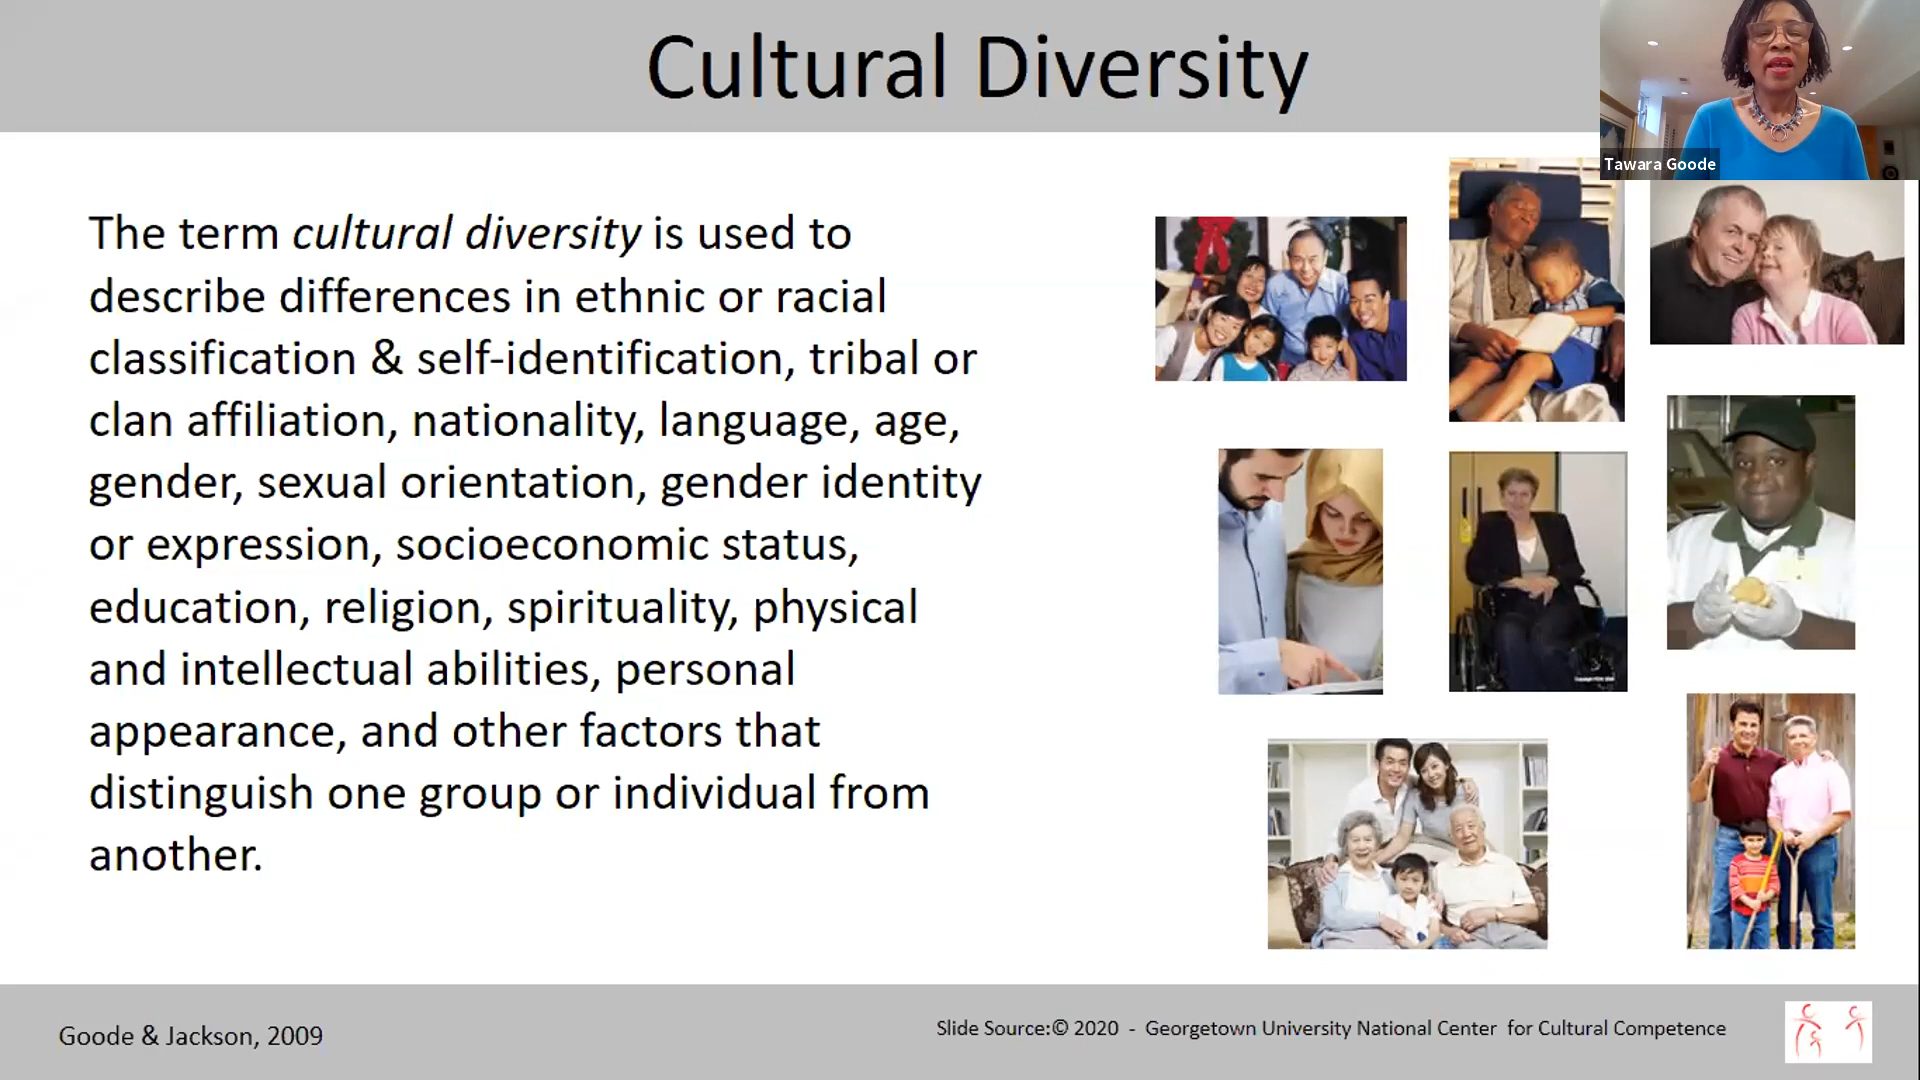 Cultural Diversity
Tawara Goode
The term cultural diversity is used to
describe differences in ethnic or racial
classification & self-identification, tribal or
clan affiliation, nationality, language, age,
gender, sexual orientation, gender identity
or expression, socioeconomic status,
education, religion, spirituality, physical
and intellectual abilities, personal
appearance, and other factors that
distinguish one group or individual from
another.
Goode & Jackson, 2009
Slide Source:© 2020 - Georgetown University National Center for Cultural Competence